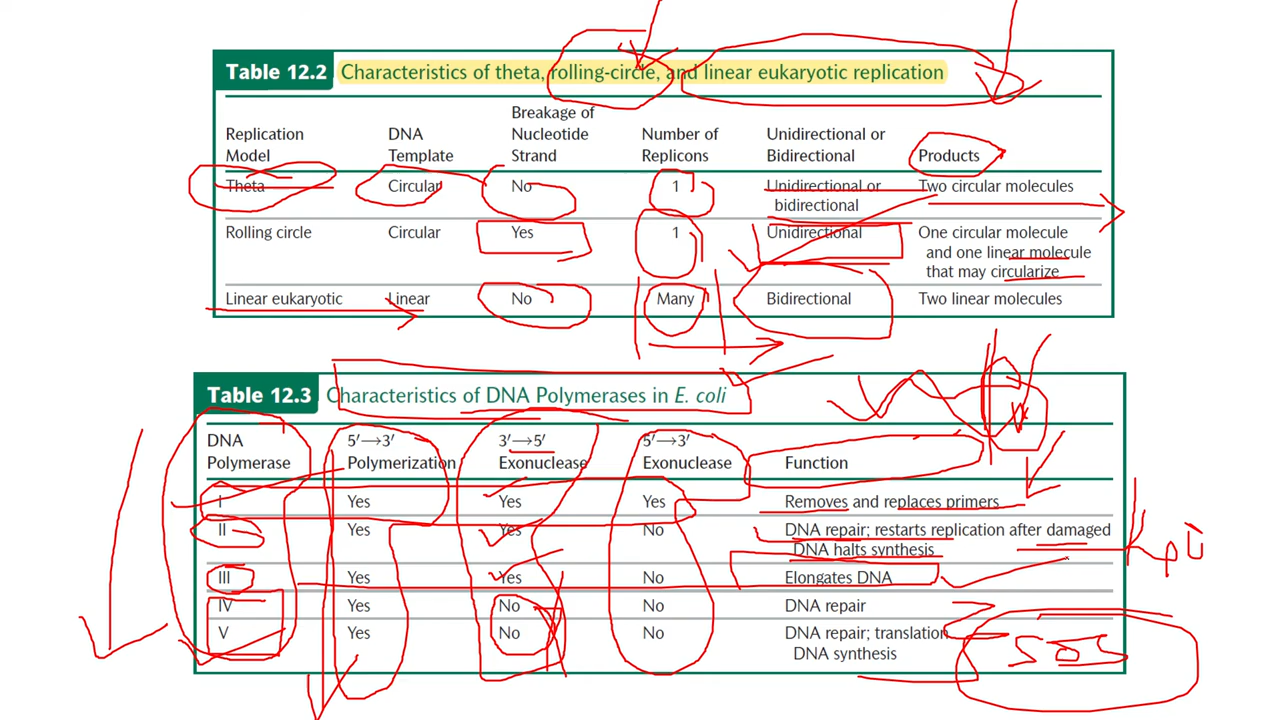 Table 12.2 Characteristics of theta, rolling-circle, and linear eukaryotic replication
Replication Model DNA Template Breakage of Nucleotide Strand Number of Replicons Unidirectional or Bidirectional Products
Theta Circular No 1 Unidirectional or bidirectional Two circular molecules
Rolling circle Circular Yes 1 Unidirectional One circular molecule and one linear molecule that may circularize
Linear eukaryotic Linear No Many Bidirectional Two linear molecules
Table 12.3 Characteristics of DNA Polymerases in E. coli
DNA Polymerase 5′→3′ Polymerization 3′→5′ Exonuclease 5′→3′ Exonuclease Function
I Yes Yes Yes Removes and replaces primers
II Yes Yes No DNA repair; restarts replication after damaged DNA halts synthesis
III Yes Yes No Elongates DNA
IV Yes No No DNA repair
V Yes No No DNA repair; translation DNA synthesis
SOS